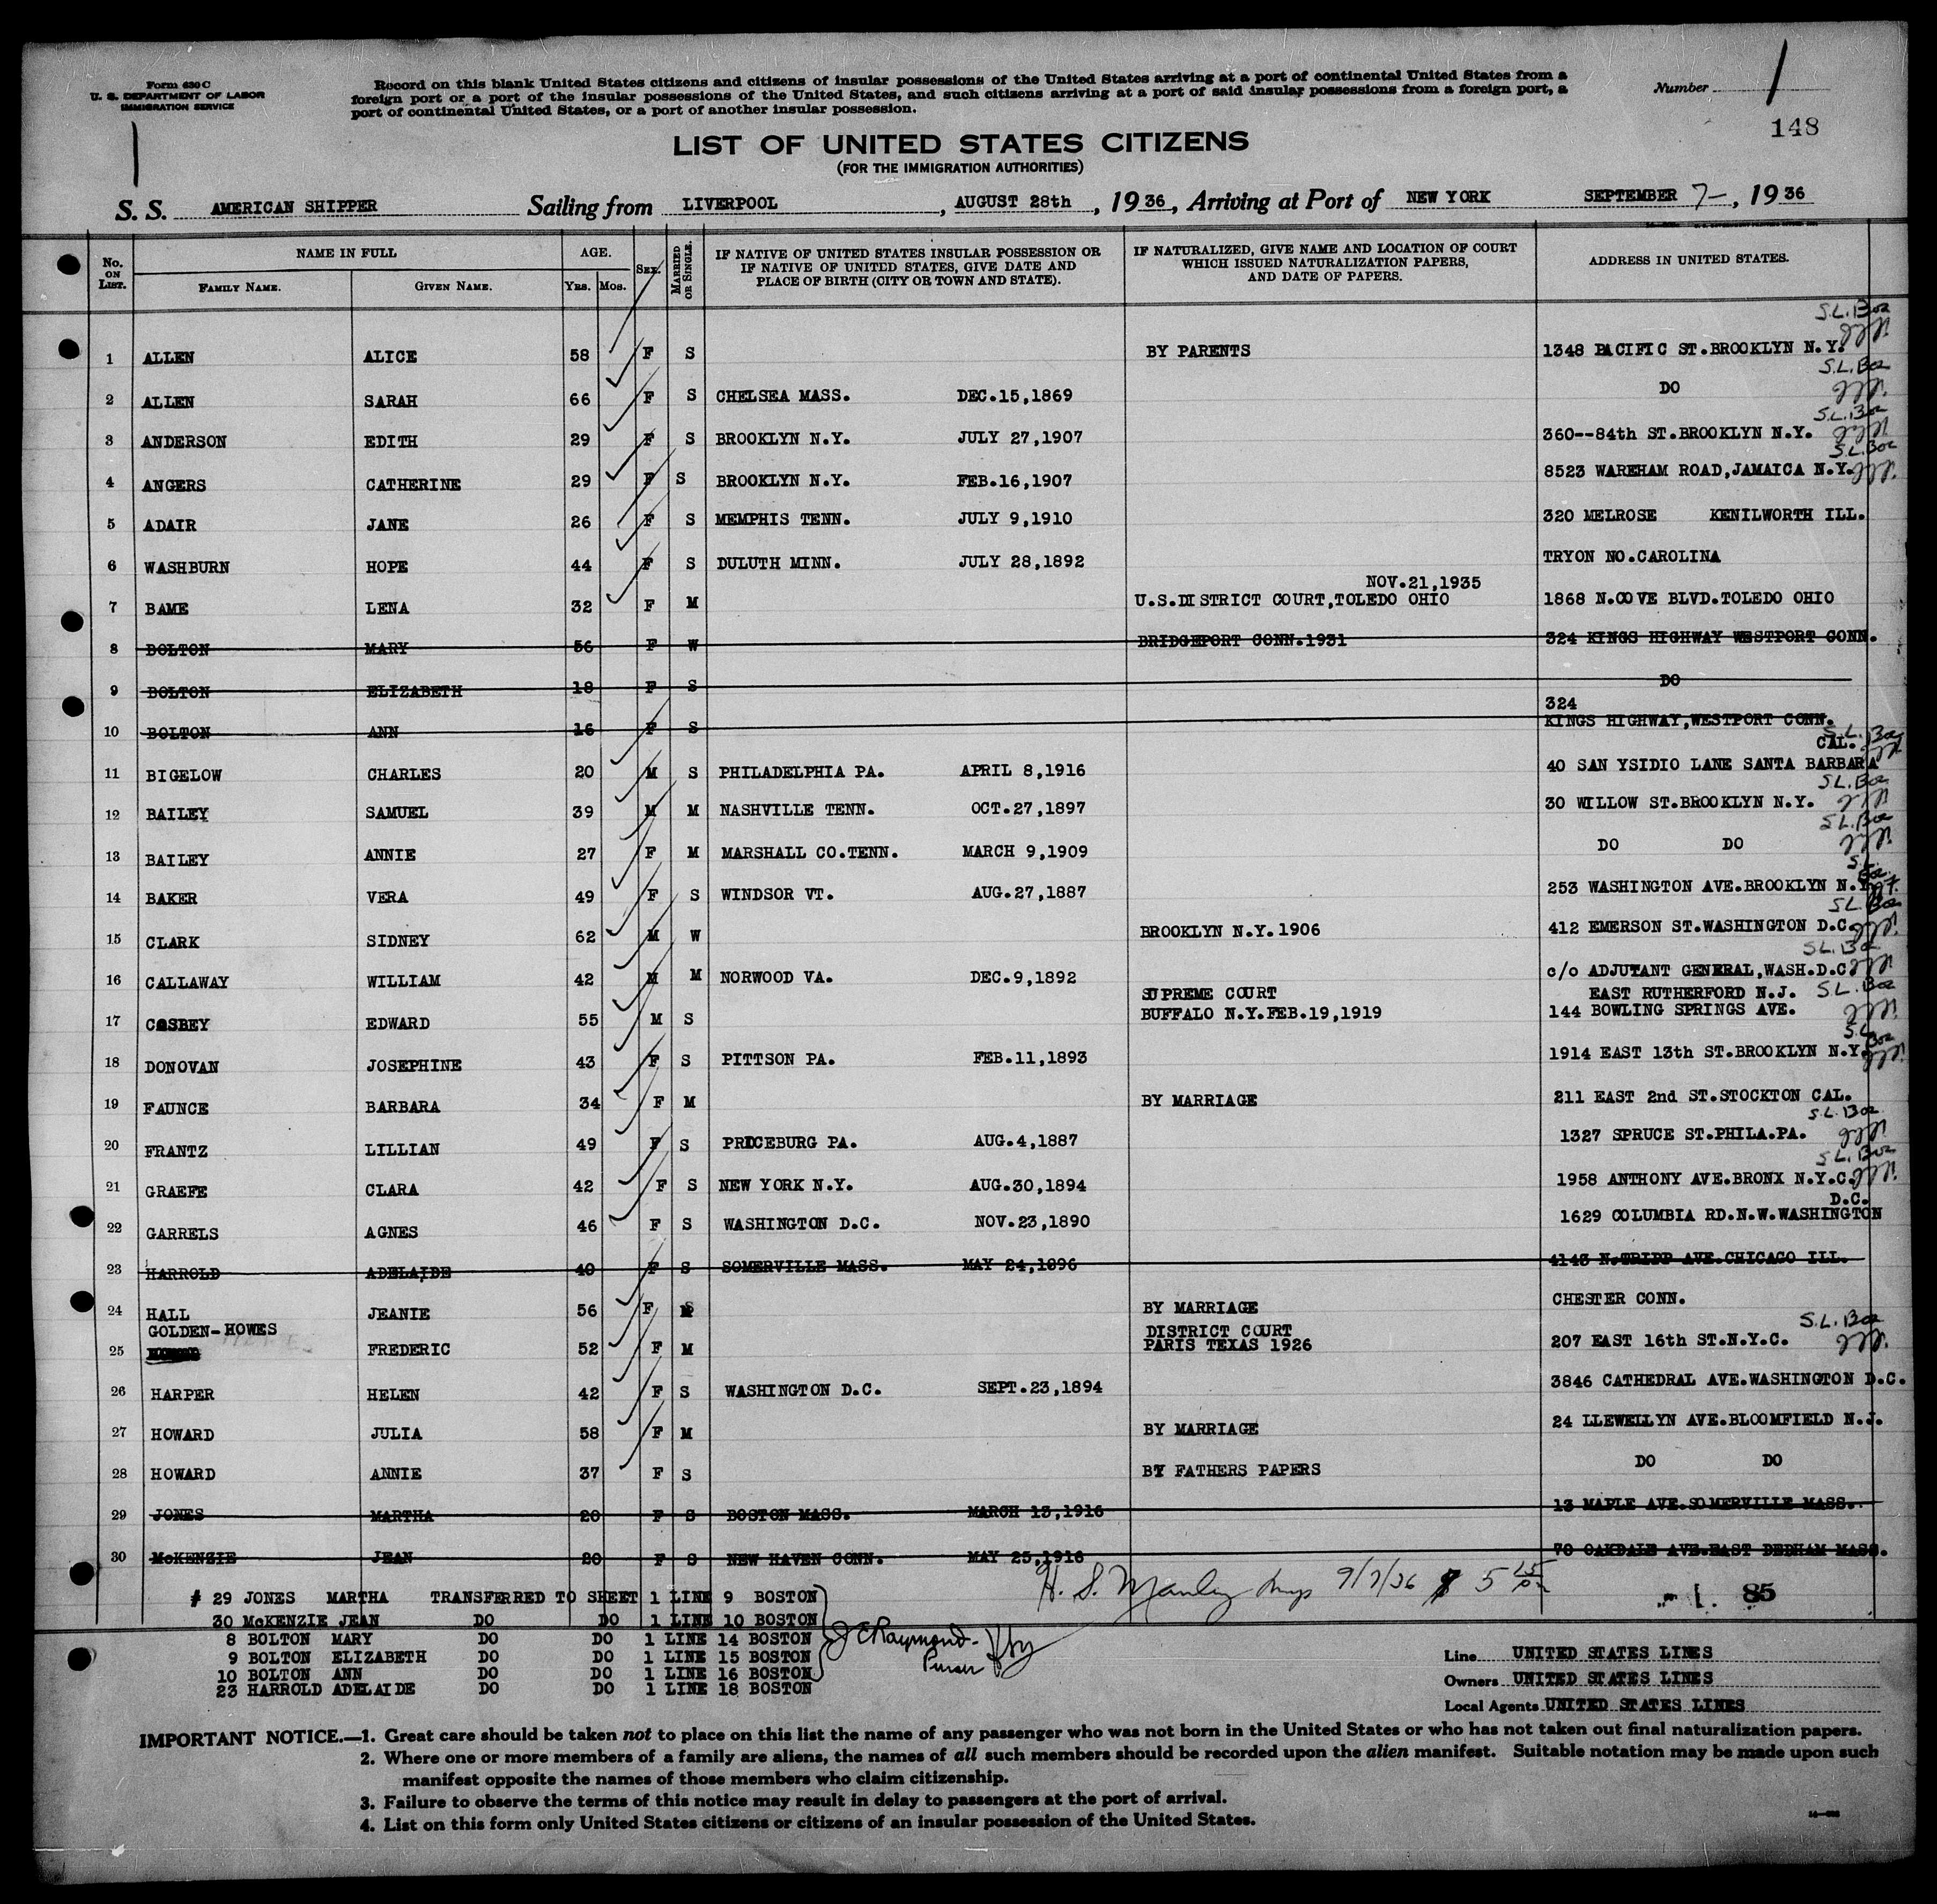 Form 630 C
U. S. DEPARTMENT OF LABOR
IMMIGRATION SERVICE
Record on this blank United States citizens and citizens of insular possessions of the United States arriving at a port of continental United States from a
foreign port or a port of the insular possessions of the United States, and such citizens arriving at a port of said insular possessions from a foreign port, a
port of continental United States, or a port of another insular possession.
Number 1
148
LIST OF UNITED STATES CITIZENS
(FOR THE IMMIGRATION AUTHORITIES)
S. S. AMERICAN SHIPPER Sailing from LIVERPOOL, AUGUST 28th, 1936, Arriving at Port of NEW YORK SEPTEMBER 7-, 1936
No. ON LIST. NAME IN FULL FAMILY NAME. GIVEN NAME. AGE. YRS. MOS. SEX. MARRIED OR SINGLE. IF NATIVE OF UNITED STATES INSULAR POSSESSION OR IF NATIVE OF UNITED STATES, GIVE DATE AND PLACE OF BIRTH (CITY OR TOWN AND STATE). IF NATURALIZED, GIVE NAME AND LOCATION OF COURT WHICH ISSUED NATURALIZATION PAPERS, AND DATE OF PAPERS. ADDRESS IN UNITED STATES.
S.L. Boz
1 ALLEN ALICE 58 F S BY PARENTS 1348 PACIFIC ST.BROOKLYN N.Y.
S.L. Boz
2 ALLEN SARAH 66 F S CHELSEA MASS. DEC.15,1869 DO
S.L. Boz
3 ANDERSON EDITH 29 F S BROOKLYN N.Y. JULY 27,1907 360--84th ST.BROOKLYN N.Y.
S.L. Boz
4 ANGERS CATHERINE 29 F S BROOKLYN N.Y. FEB.16,1907 8523 WAREHAM ROAD,JAMAICA N.Y.
5 ADAIR JANE 26 F S MEMPHIS TENN. JULY 9,1910 320 MELROSE KENILWORTH ILL.
6 WASHBURN HOPE 44 F S DULUTH MINN. JULY 28,1892 TRYON NO.CAROLINA
NOV.21,1935
7 BAME LENA 32 F M U.S.DISTRICT COURT,TOLEDO OHIO 1868 N.COVE BLVD.TOLEDO OHIO
8 BOLTON MARY 56 F W BRIDGEPORT CONN.1931 324 KINGS HIGHWAY WESTPORT CONN.
9 BOLTON ELIZABETH 18 F S DO
324
10 BOLTON ANN 16 F S KINGS HIGHWAY,WESTPORT CONN.
S.L. Boz
CAL.
11 BIGELOW CHARLES 20 M S PHILADELPHIA PA. APRIL 8,1916 40 SAN YSIDIO LANE SANTA BARBARA
S.L. Boz
12 BAILEY SAMUEL 39 M M NASHVILLE TENN. OCT.27,1897 30 WILLOW ST.BROOKLYN N.Y.
S.L. Boz
13 BAILEY ANNIE 27 F M MARSHALL CO.TENN. MARCH 9,1909 DO DO
S.L. Boz
14 BAKER VERA 49 F S WINDSOR VT. AUG.27,1887 253 WASHINGTON AVE.BROOKLYN N.Y.
S.L. Boz
15 CLARK SIDNEY 62 M W BROOKLYN N.Y.1906 412 EMERSON ST.WASHINGTON D.C.
S.L. Boz
16 CALLAWAY WILLIAM 42 M M NORWOOD VA. DEC.9,1892 c/o ADJUTANT GENERAL,WASH.D.C.
SUPREME COURT EAST RUTHERFORD N.J. S.L. Boz
17 COSBEY EDWARD 55 M S BUFFALO N.Y.FEB.19,1919 144 BOWLING SPRINGS AVE.
S.L. Boz
18 DONOVAN JOSEPHINE 43 F S PITTSON PA. FEB.11,1893 1914 EAST 13th ST.BROOKLYN N.Y.
19 FAUNCE BARBARA 34 F M BY MARRIAGE 211 EAST 2nd ST.STOCKTON CAL.
S.L. Boz
20 FRANTZ LILLIAN 49 F S PRICEBURG PA. AUG.4,1887 1327 SPRUCE ST.PHILA.PA.
S.L. Boz
21 GRAEFE CLARA 42 F S NEW YORK N.Y. AUG.30,1894 1958 ANTHONY AVE.BRONX N.Y.C.
D.C.
22 GARRELS AGNES 46 F S WASHINGTON D.C. NOV.23,1890 1629 COLUMBIA RD.N.W.WASHINGTON
23 HARROLD ADELAIDE 40 F S SOMERVILLE MASS. MAY 24,1896 4143 N.TRIPP AVE.CHICAGO ILL.
24 HALL JEANIE 56 F BY MARRIAGE CHESTER CONN.
GOLDEN-HOWES DISTRICT COURT S.L. Boz
25 FREDERIC 52 F M PARIS TEXAS 1926 207 EAST 16th ST.N.Y.C.
26 HARPER HELEN 42 F S WASHINGTON D.C. SEPT.23,1894 3846 CATHEDRAL AVE.WASHINGTON D.C.
27 HOWARD JULIA 58 F M BY MARRIAGE 24 LLEWELLYN AVE.BLOOMFIELD N.J.
28 HOWARD ANNIE 37 F S BY FATHERS PAPERS DO DO
29 JONES MARTHA 20 F S BOSTON MASS. MARCH 13,1916 13 MAPLE AVE.SOMERVILLE MASS.
30 McKENZIE JEAN 20 F S NEW HAVEN CONN. MAY 25,1916 70 OAKDALE AVE.EAST DEDHAM MASS.
H. S. Manley Insp 9/7/36 5
# 29 JONES MARTHA TRANSFERRED TO SHEET 1 LINE 9 BOSTON
30 McKENZIE JEAN DO DO 1 LINE 10 BOSTON
8 BOLTON MARY DO DO 1 LINE 14 BOSTON
9 BOLTON ELIZABETH DO DO 1 LINE 15 BOSTON
10 BOLTON ANN DO DO 1 LINE 16 BOSTON
23 HARROLD ADELAIDE DO DO 1 LINE 18 BOSTON
Raymond-
Purser
1. 85
Line UNITED STATES LINES
Owners UNITED STATES LINES
Local Agents UNITED STATES LINES
IMPORTANT NOTICE.—1. Great care should be taken not to place on this list the name of any passenger who was not born in the United States or who has not taken out final naturalization papers.
2. Where one or more members of a family are aliens, the names of all such members should be recorded upon the alien manifest. Suitable notation may be made upon such
manifest opposite the names of those members who claim citizenship.
3. Failure to observe the terms of this notice may result in delay to passengers at the port of arrival.
4. List on this form only United States citizens or citizens of an insular possession of the United States.